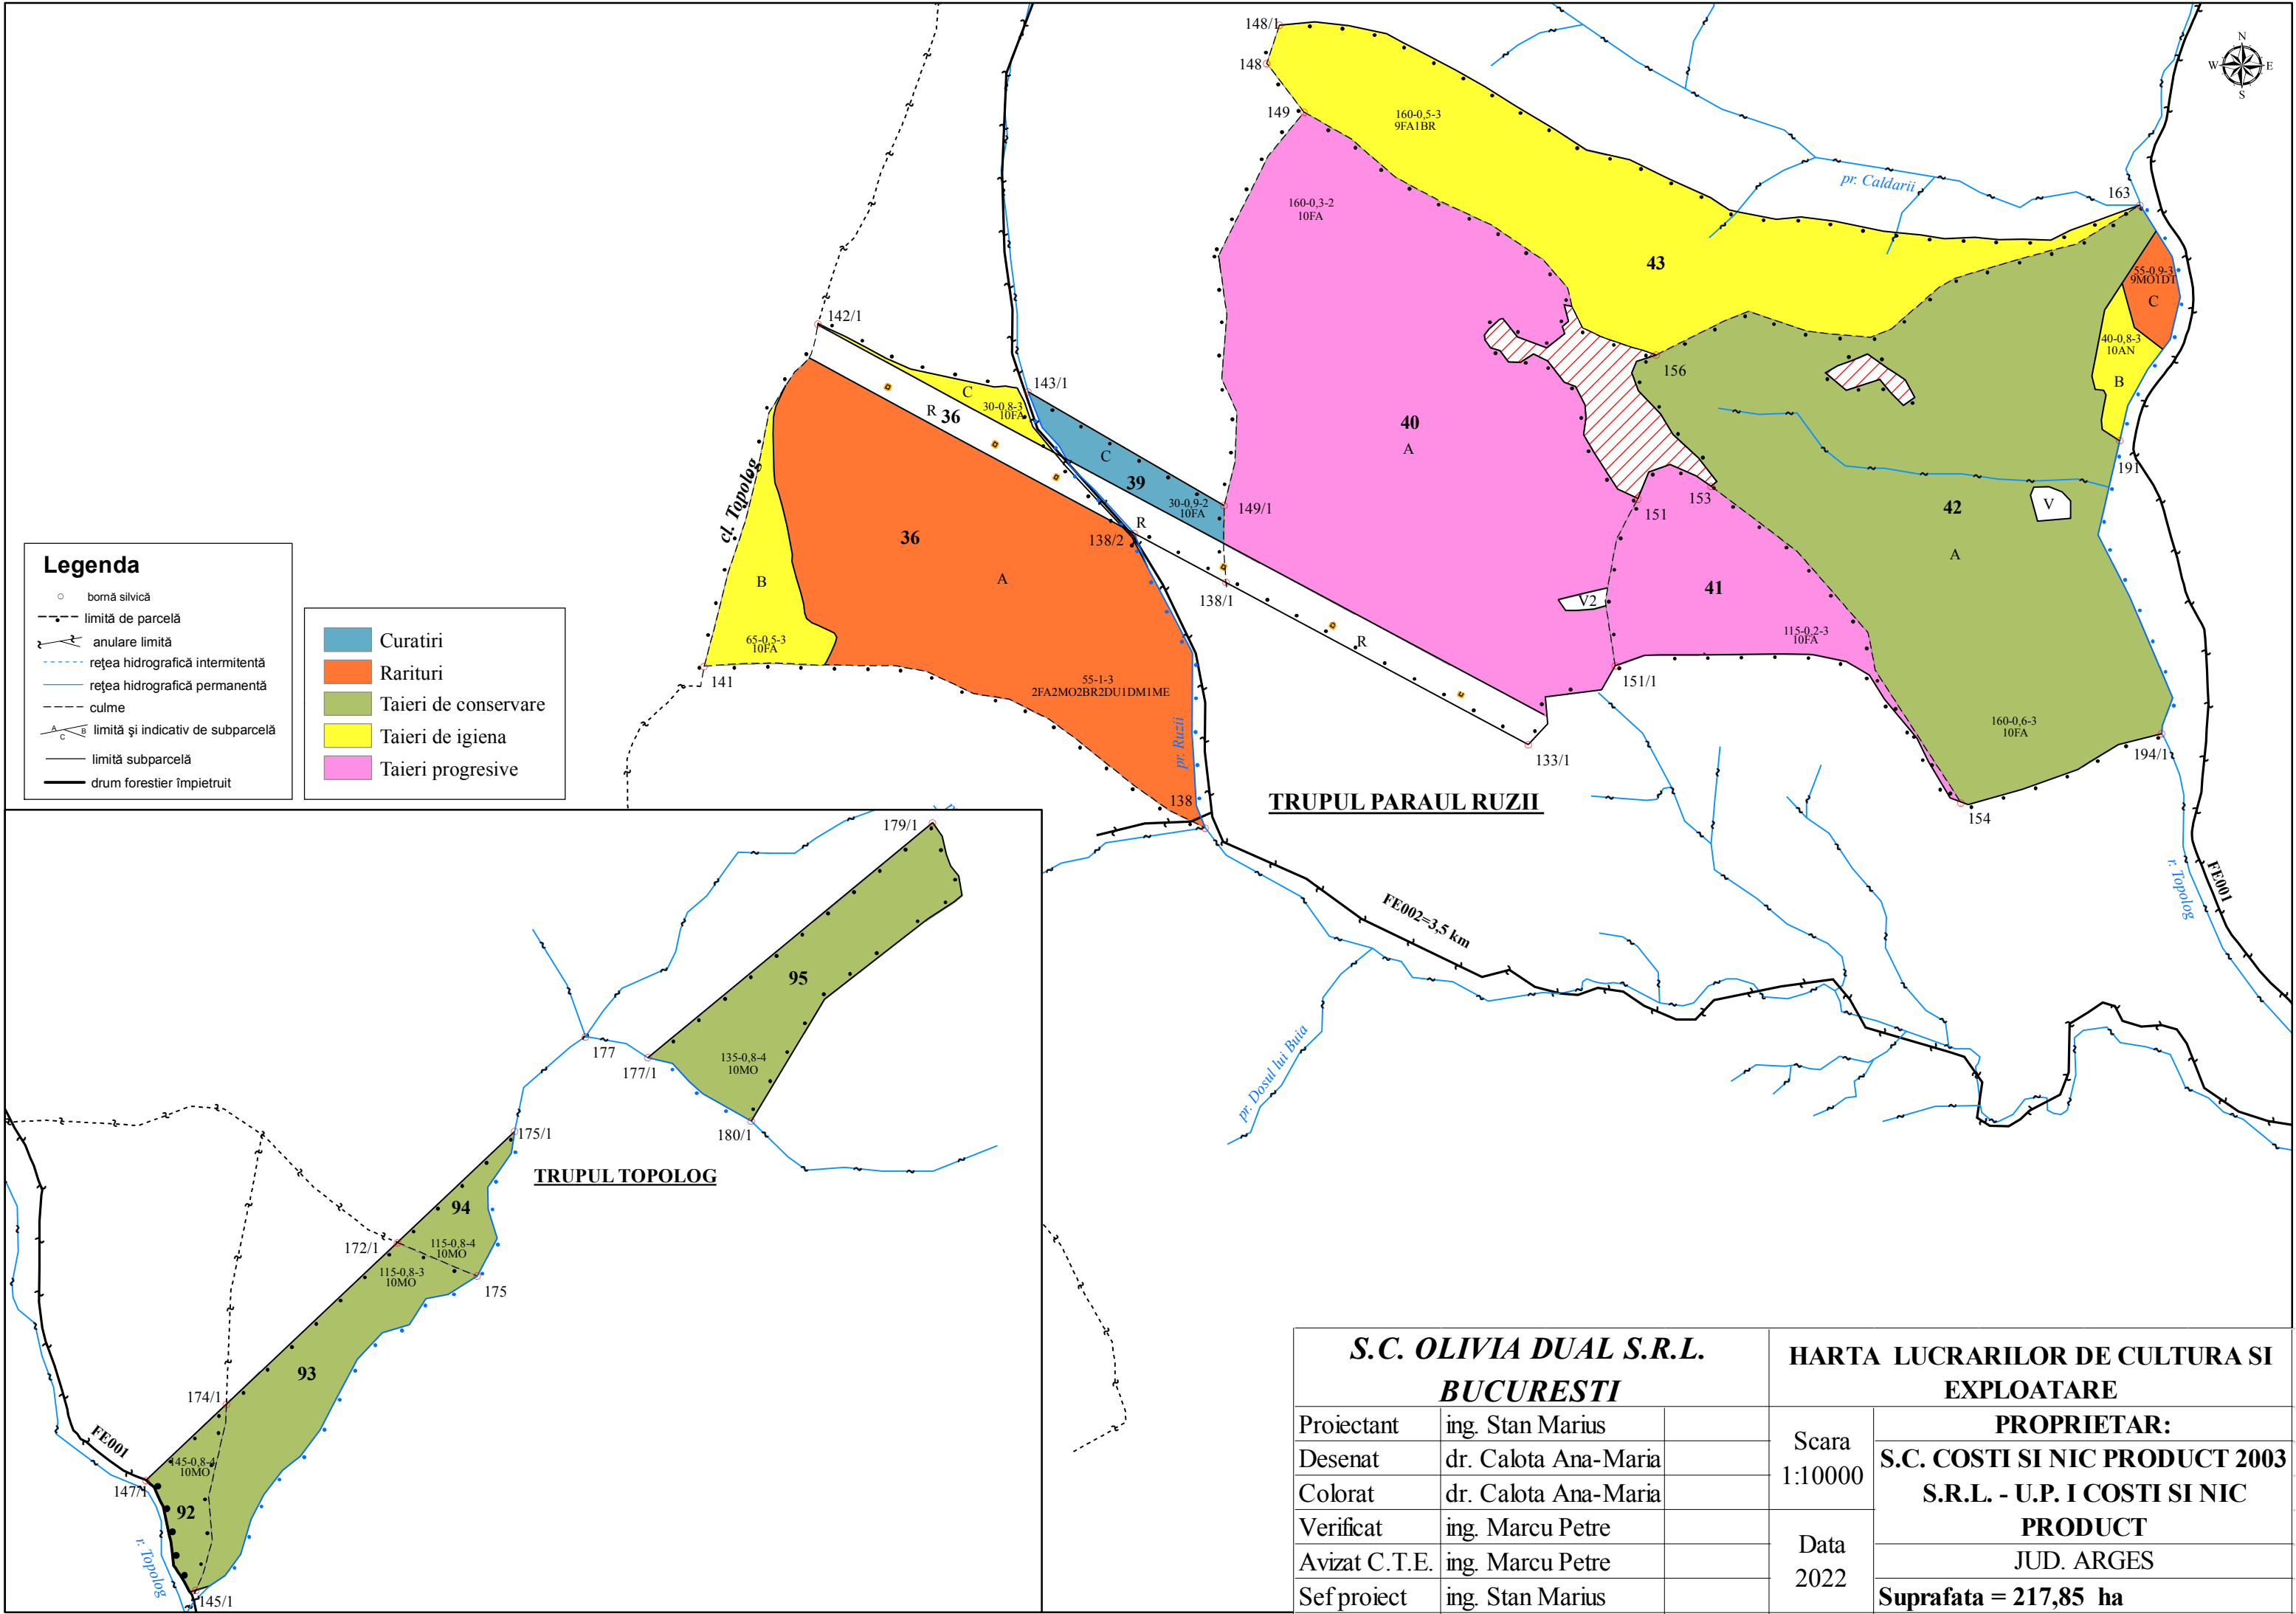 148/1
148
149
160-0,5-3
9FA1BR
N
W
E
S
pr. Caldarii
163
160-0,3-2
10FA
43
55-0,9-3
9MO1DT
C
142/1
40-0,8-3
10AN
B
156
143/1
C
30-0,8-3
10FA
R
36
40
A
C
39
30-0,9-2
10FA
149/1
191
cl. Topolog
R
138/2
36
A
151
153
42
V
A
B
138/1
V2
41
65-0,5-3
10FA
141
55-1-3
2FA2MO2BR2DU1DM1ME
R
115-0,2-3
10FA
151/1
160-0,6-3
10FA
pr. Ruzii
133/1
194/1
138
TRUPUL PARAUL RUZII
154
Legenda
bornă silvică
limită de parcelă
anulare limită
reţea hidrografică intermitentă
reţea hidrografică permanentă
culme
A
B
C
limită şi indicativ de subparcelă
limită subparcelă
drum forestier împietruit
Curatiri
Rarituri
Taieri de conservare
Taieri de igiena
Taieri progresive
FE001
r. Topolog
FE002=3,5 km
pr. Dosul lui Buia
179/1
95
177
177/1
135-0,8-4
10MO
180/1
175/1
TRUPUL TOPOLOG
94
172/1
115-0,8-4
10MO
115-0,8-3
10MO
175
93
174/1
FE001
145-0,8-4
10MO
147/1
92
r. Topolog
145/1
S.C. OLIVIA DUAL S.R.L.
BUCURESTI
HARTA LUCRARILOR DE CULTURA SI
EXPLOATARE
Proiectant ing. Stan Marius
Desenat dr. Calota Ana-Maria
Colorat dr. Calota Ana-Maria
Verificat ing. Marcu Petre
Avizat C.T.E. ing. Marcu Petre
Sef proiect ing. Stan Marius
Scara
1:10000
Data
2022
PROPRIETAR:
S.C. COSTI SI NIC PRODUCT 2003
S.R.L. - U.P. I COSTI SI NIC
PRODUCT
JUD. ARGES
Suprafata = 217,85 ha